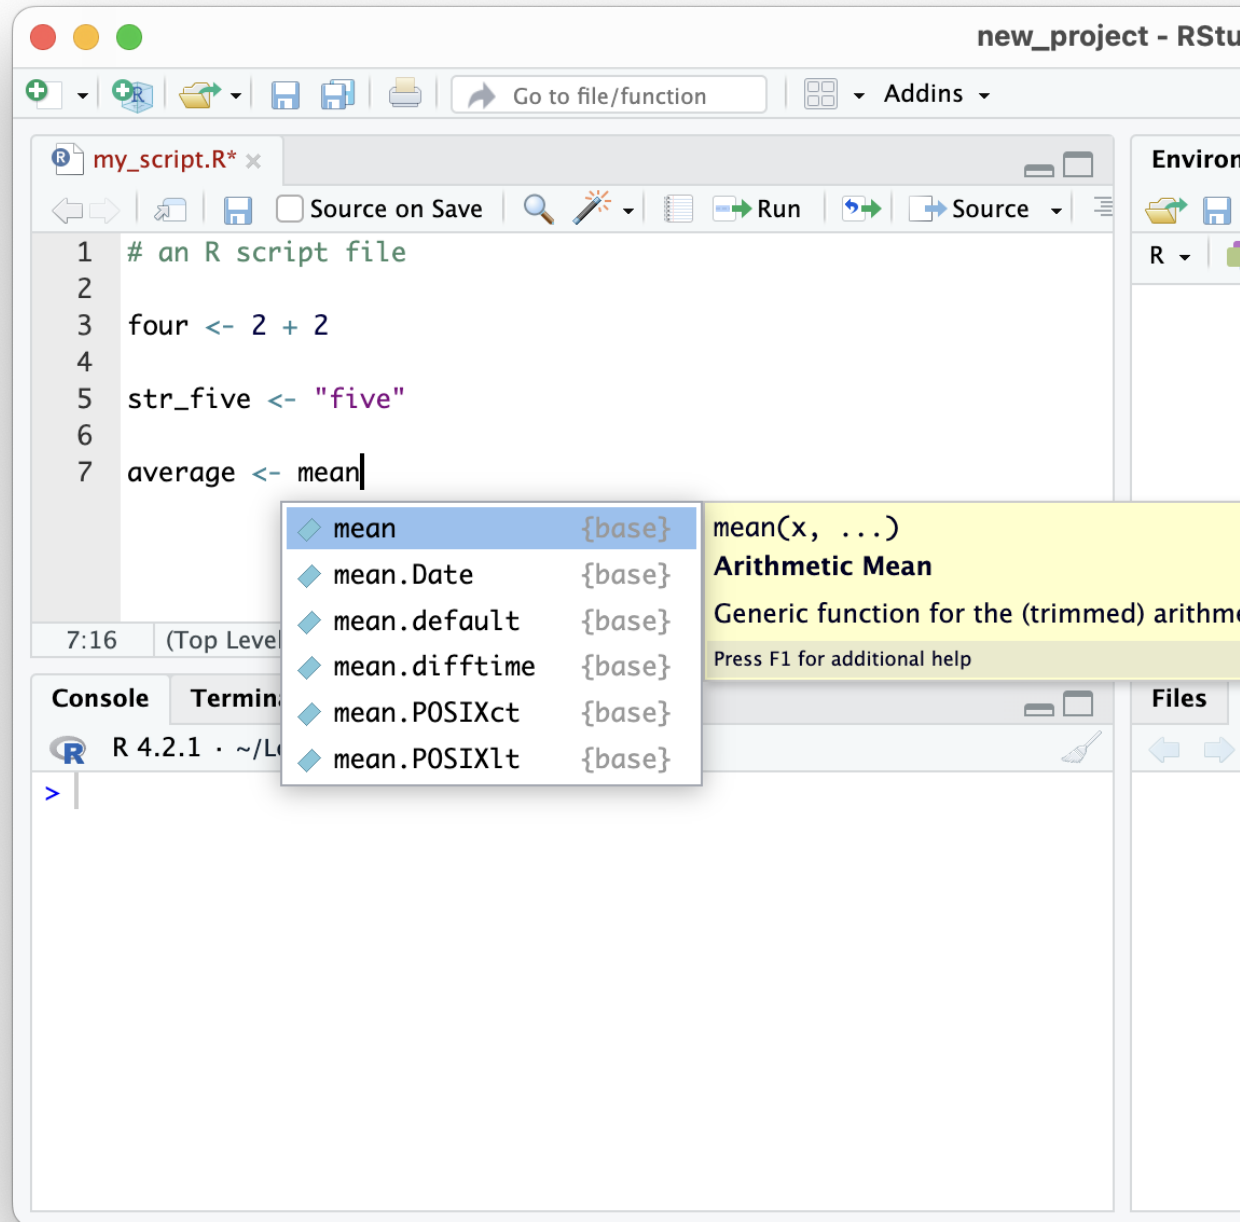 new_project - RStu
Go to file/function
Addins
my_script.R*
Source on Save
Run
Source
1 # an R script file
2
3 four <- 2 + 2
4
5 str_five <- "five"
6
7 average <- mean
mean {base}
mean.Date {base}
mean.default {base}
mean.difftime {base}
mean.POSIXct {base}
mean.POSIXlt {base}
mean(x, ...)
Arithmetic Mean
Generic function for the (trimmed) arithme
Press F1 for additional help
7:16 (Top Level
Console Termina
R 4.2.1 · ~/Le
>
Environ
R
Files